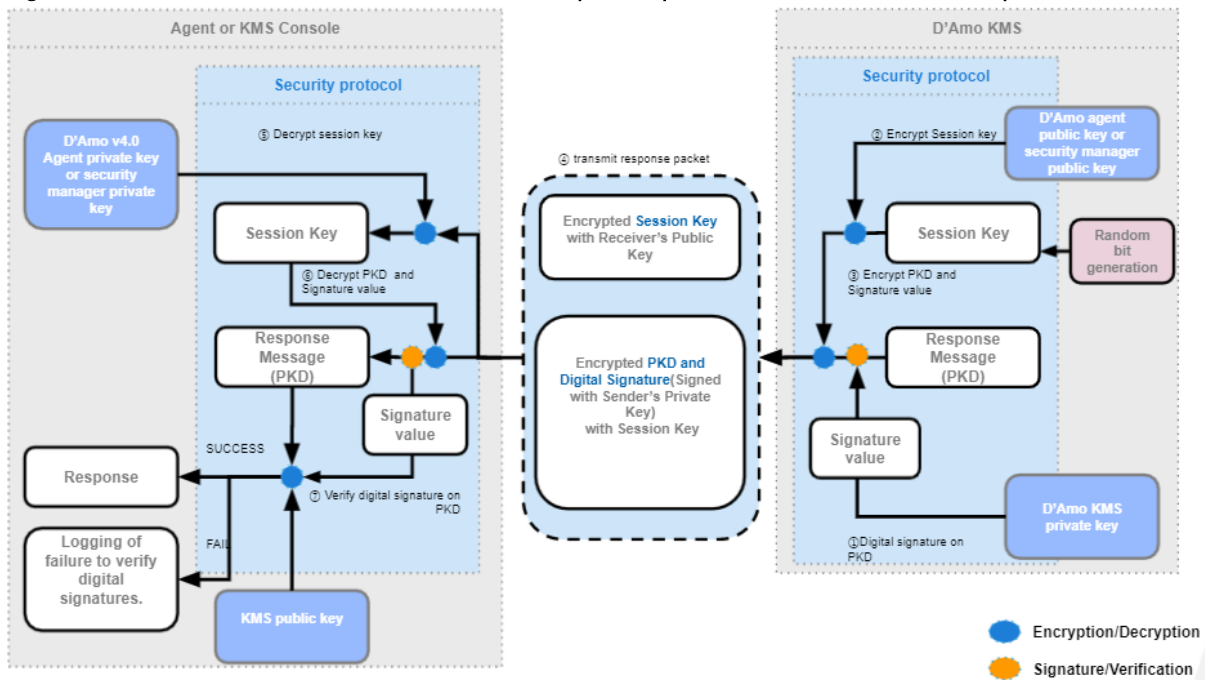 Agent or KMS Console
Security protocol
⑤ Decrypt session key
D'Amo v4.0
Agent private key
or security
manager private
key
Session Key
⑥ Decrypt PKD and
Signature value
Response
Message
(PKD)
Signature
value
SUCCESS
Response
⑦ Verify digital signature on
PKD
FAIL
Logging of
failure to verify
digital
signatures.
KMS public key
④ transmit response packet
Encrypted Session Key
with Receiver's Public
Key
Encrypted PKD and
Digital Signature(Signed
with Sender's Private
Key)
with Session Key
D'Amo KMS
Security protocol
② Encrypt Session key
D'Amo agent
public key or
security manager
public key
Session Key
Random
bit
generation
③ Encrypt PKD and
Signature value
Response
Message
(PKD)
Signature
value
D'Amo KMS
private key
①Digital signature on
PKD
Encryption/Decryption
Signature/Verification